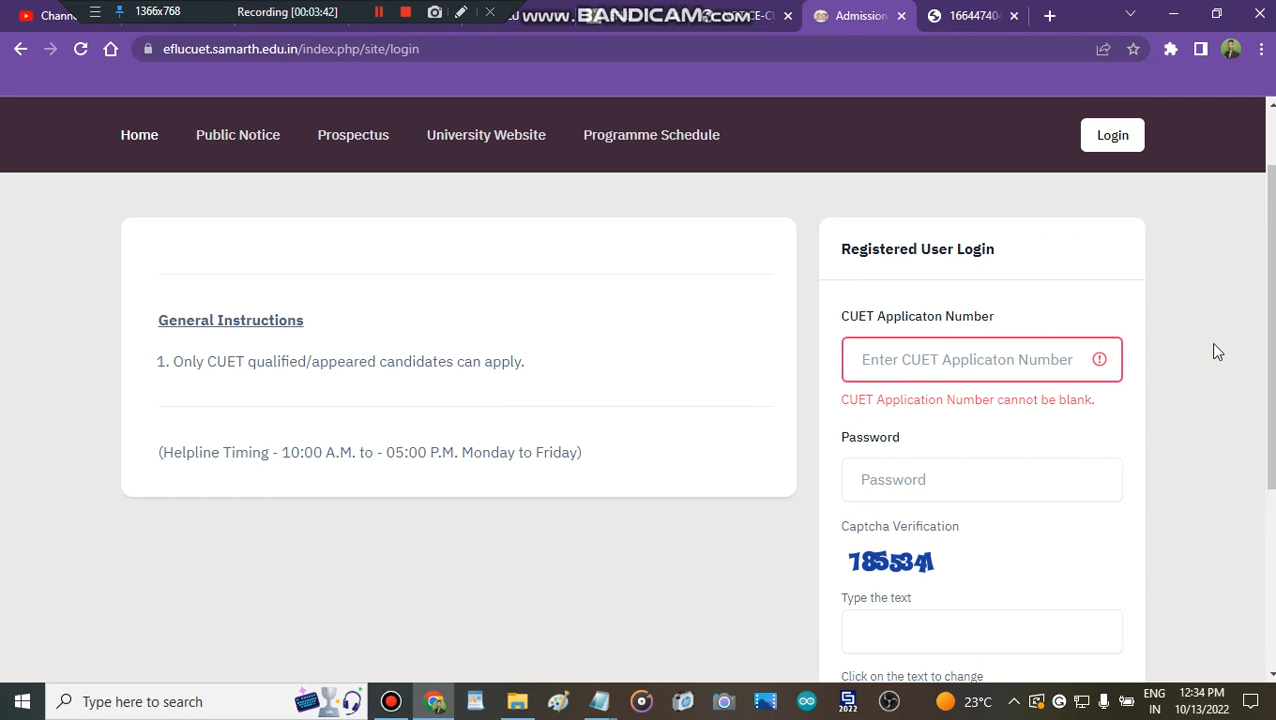 1366x768
Recording [00:03:42]
www.BANDICAM.com
Chann
Admission
16644740
eflucuet.samarth.edu.in/index.php/site/login
Home
Public Notice
Prospectus
University Website
Programme Schedule
Login
General Instructions
1. Only CUET qualified/appeared candidates can apply.
(Helpline Timing - 10:00 A.M. to - 05:00 P.M. Monday to Friday)
Registered User Login
CUET Applicaton Number
Enter CUET Applicaton Number
CUET Application Number cannot be blank.
Password
Password
Captcha Verification
7855341
Type the text
Click on the text to change
Type here to search
2022
23°C
ENG
IN
12:34 PM
10/13/2022